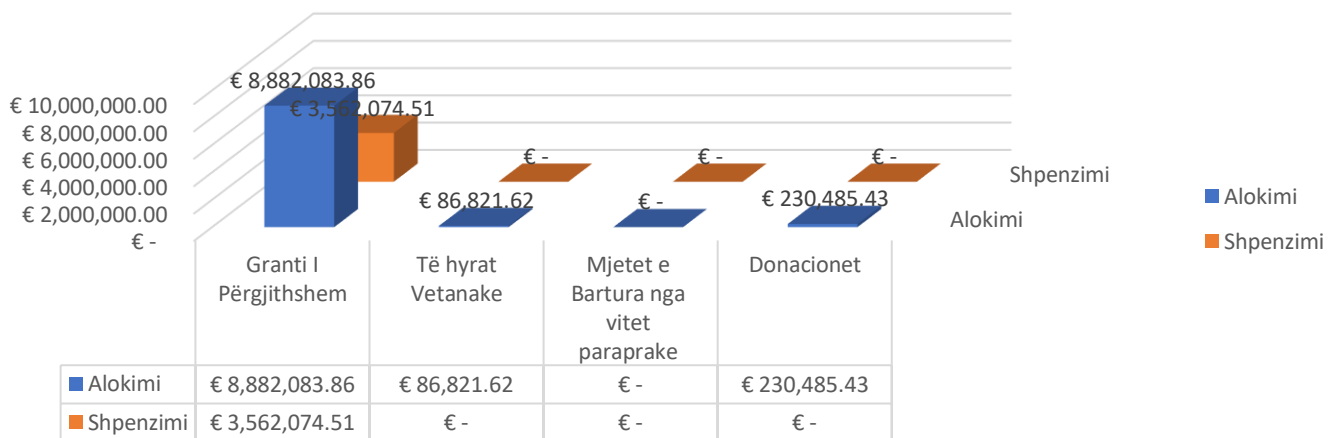 € 8,882,083.86
€ 3,562,074.51
€ 10,000,000.00
€ 8,000,000.00
€ 6,000,000.00
€ 4,000,000.00
€ 2,000,000.00
€ -
€ - € - € -
Shpenzimi
€ 86,821.62 € - € 230,485.43
Alokimi
Alokimi
Shpenzimi
Granti I
Përgjithshem
Të hyrat
Vetanake
Mjetet e
Bartura nga
vitet
paraprake
Donacionet
Alokimi € 8,882,083.86 € 86,821.62 € - € 230,485.43
Shpenzimi € 3,562,074.51 € - € - € -